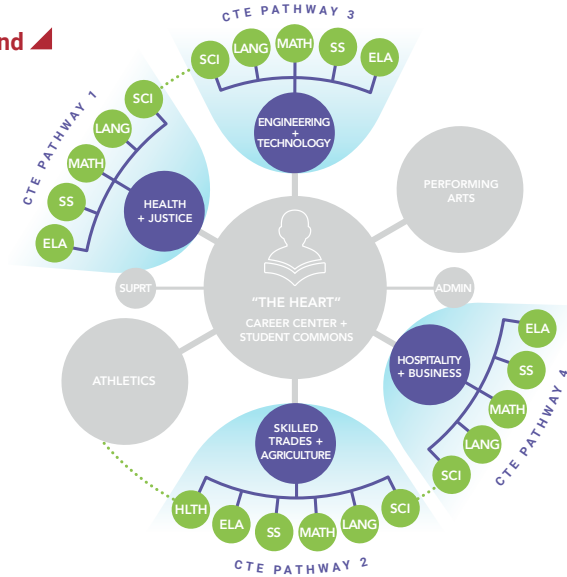 nd
CTE PATHWAY 3
SCI
LANG
MATH
SS
ELA
ENGINEERING
+
TECHNOLOGY
CTE PATHWAY 1
SCI
LANG
MATH
SS
ELA
HEALTH
+ JUSTICE
PERFORMING
ARTS
SUPRT
"THE HEART"
CAREER CENTER +
STUDENT COMMONS
ADMIN
ATHLETICS
HOSPITALITY
+ BUSINESS
ELA
SS
MATH
LANG
SCI
CTE PATHWAY 4
SKILLED
TRADES +
AGRICULTURE
HLTH
ELA
SS
MATH
LANG
SCI
CTE PATHWAY 2